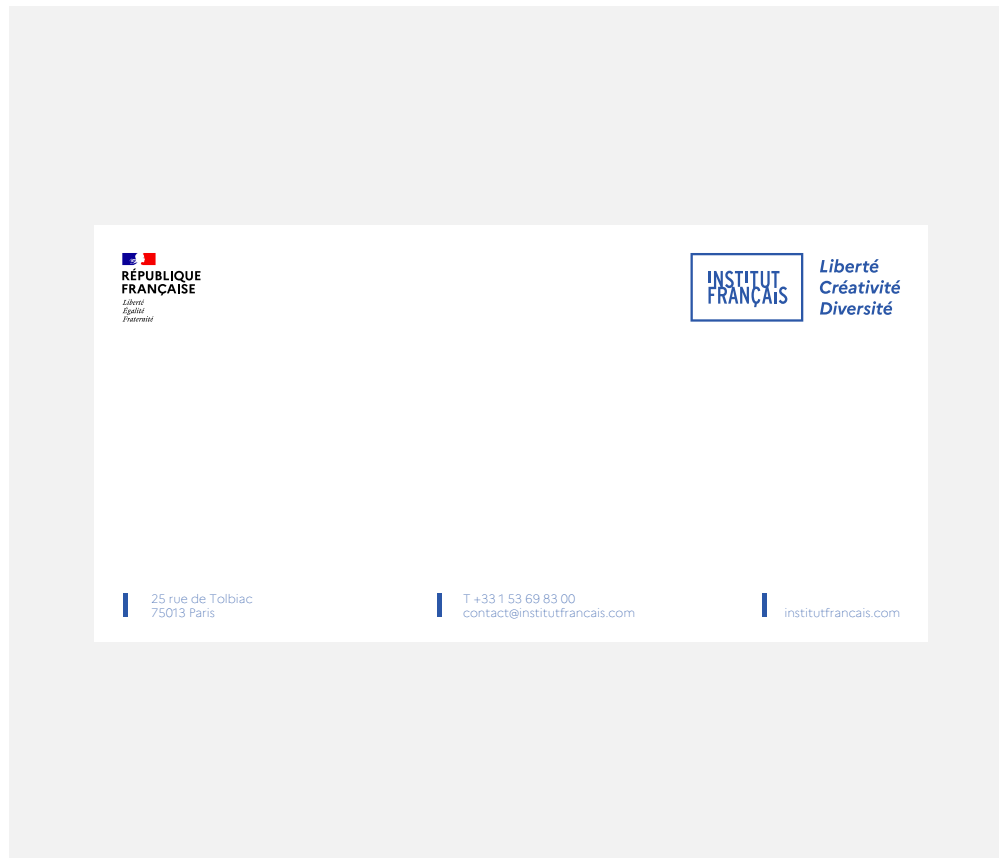 RÉPUBLIQUE
FRANÇAISE
Liberté
Égalité
Fraternité
INSTITUT
FRANÇAIS
Liberté
Créativité
Diversité
25 rue de Tolbiac
75013 Paris
T +33 1 53 69 83 00
contact@institutfrancais.com
institutfrancais.com